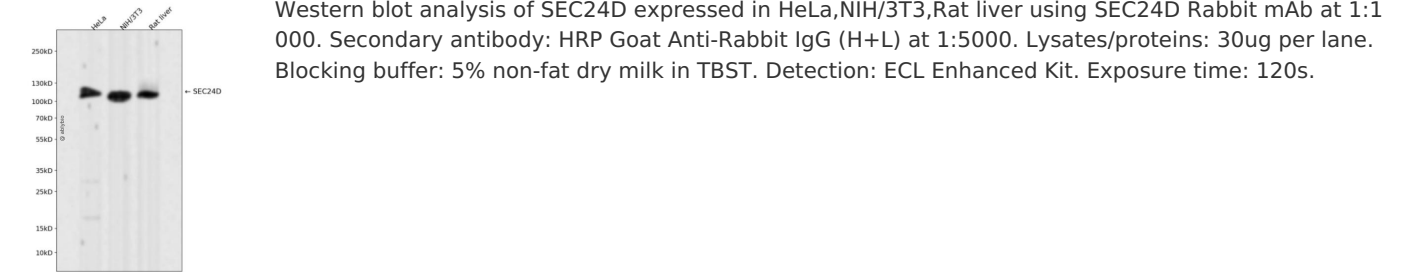 HeLa
NIH/3T3
Rat liver
250kD
130kD
100kD
70kD
55kD
35kD
25kD
15kD
10kD
← SEC24D
Western blot analysis of SEC24D expressed in HeLa,NIH/3T3,Rat liver using SEC24D Rabbit mAb at 1:1
000. Secondary antibody: HRP Goat Anti-Rabbit IgG (H+L) at 1:5000. Lysates/proteins: 30ug per lane.
Blocking buffer: 5% non-fat dry milk in TBST. Detection: ECL Enhanced Kit. Exposure time: 120s.